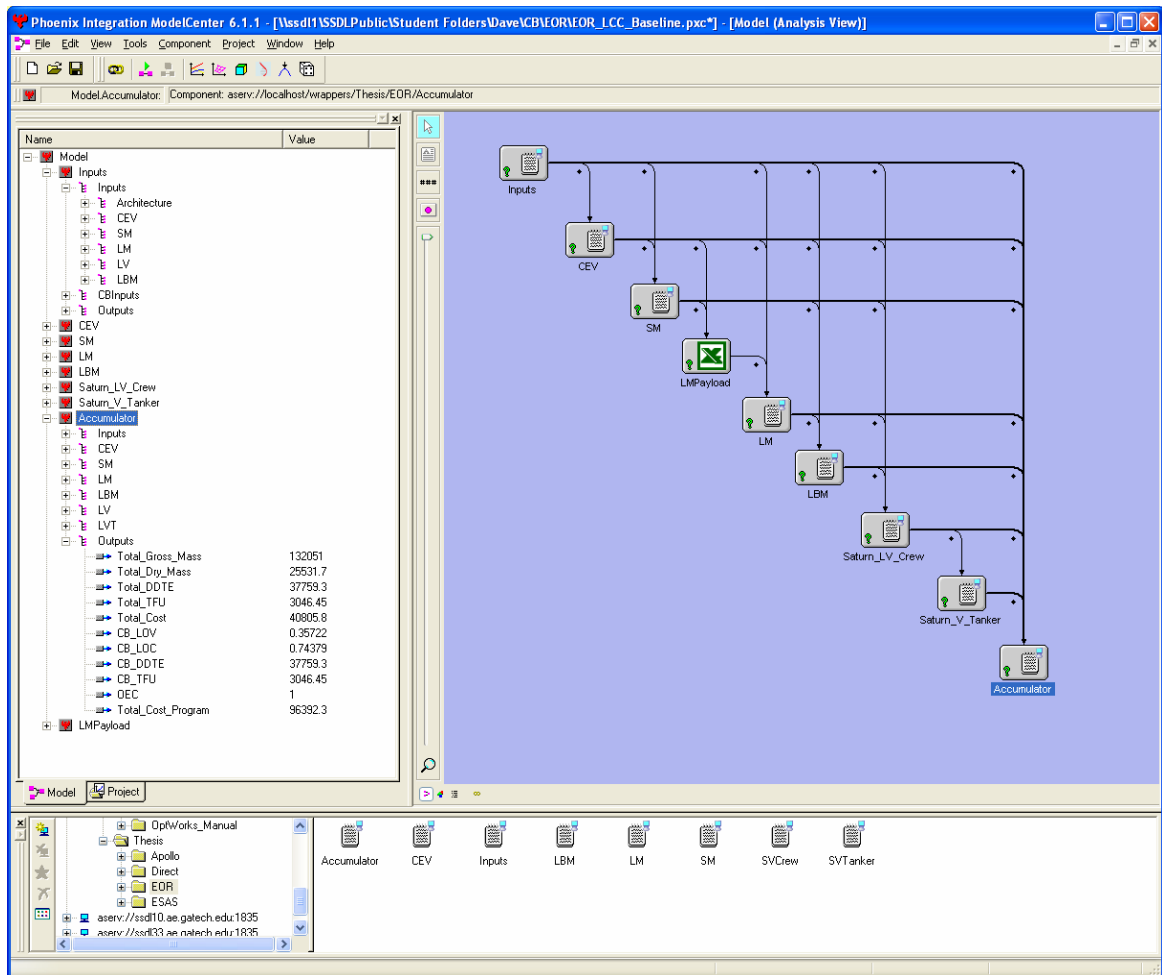 Phoenix Integration ModelCenter 6.1.1 - [\\ssdl1\SSDLPublic\Student Folders\Dave\CB\EOR\EOR_LCC_Baseline.pxc*] - [Model (Analysis View)]
File Edit View Tools Component Project Window Help
Model.Accumulator: Component: aserv://localhost/wrappers/Thesis/EOR/Accumulator
Name Value
Model
Inputs
Inputs
Architecture
CEV
SM
LM
LV
LBM
CBInputs
Outputs
CEV
SM
LM
LBM
Saturn_LV_Crew
Saturn_V_Tanker
Accumulator
Inputs
CEV
SM
LM
LBM
LV
LVT
Outputs
Total_Gross_Mass 132051
Total_Dry_Mass 25531.7
Total_DDTE 37759.3
Total_TFU 3046.45
Total_Cost 40805.8
CB_LOV 0.35722
CB_LOC 0.74379
CB_DDTE 37759.3
CB_TFU 3046.45
OEC 1
Total_Cost_Program 96392.3
LMPayload
Model Project
###
Inputs
CEV
SM
LMPayload
LM
LBM
Saturn_LV_Crew
Saturn_V_Tanker
Accumulator
OptWorks_Manual
Thesis
Apollo
Direct
EOR
ESAS
aserv://ssdl10.ae.gatech.edu:1835
aserv://ssdl33.ae.gatech.edu:1835
Accumulator CEV Inputs LBM LM SM SVCrew SVTanker